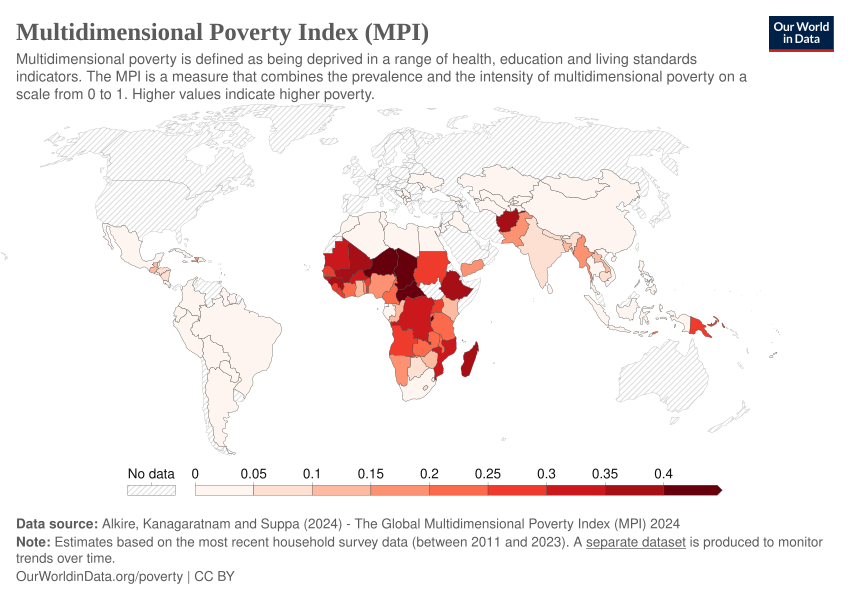 Multidimensional Poverty Index (MPI)
Our World
in Data
Multidimensional poverty is defined as being deprived in a range of health, education and living standards
indicators. The MPI is a measure that combines the prevalence and the intensity of multidimensional poverty on a
scale from 0 to 1. Higher values indicate higher poverty.
No data 0 0.05 0.1 0.15 0.2 0.25 0.3 0.35 0.4
Data source: Alkire, Kanagaratnam and Suppa (2024) - The Global Multidimensional Poverty Index (MPI) 2024
Note: Estimates based on the most recent household survey data (between 2011 and 2023). A separate dataset is produced to monitor
trends over time.
OurWorldinData.org/poverty | CC BY